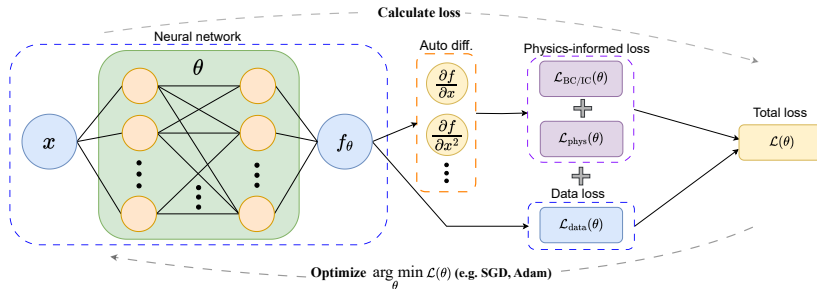 Calculate loss
Neural network
Auto diff.
Physics-informed loss
θ
∂f/∂x
ℒ_BC/IC(θ)
+
Total loss
x
f_θ
∂f/∂x²
ℒ_phys(θ)
ℒ(θ)
+
Data loss
ℒ_data(θ)
Optimize arg min_θ ℒ(θ) (e.g. SGD, Adam)